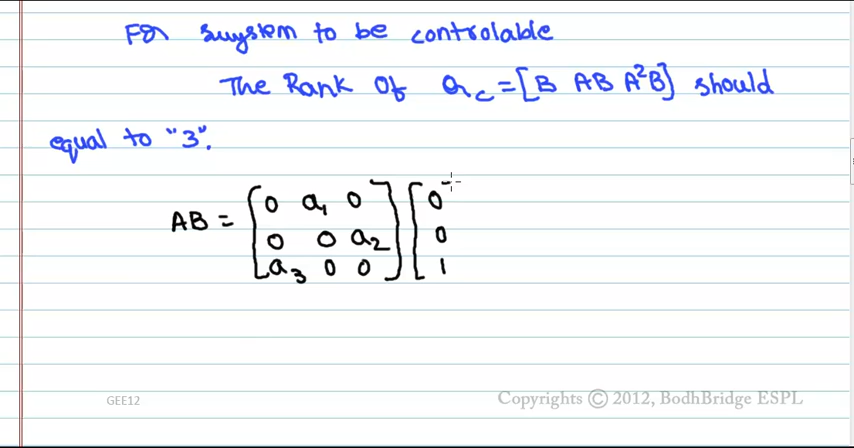 For suystem to be controlable
The Rank Of Qc = [B AB A²B] should
equal to "3".
AB = [0 a₁ 0] [0
0 0 a₂ 0
a₃ 0 0] 1
GEE12 Copyrights © 2012, BodhBridge ESPL